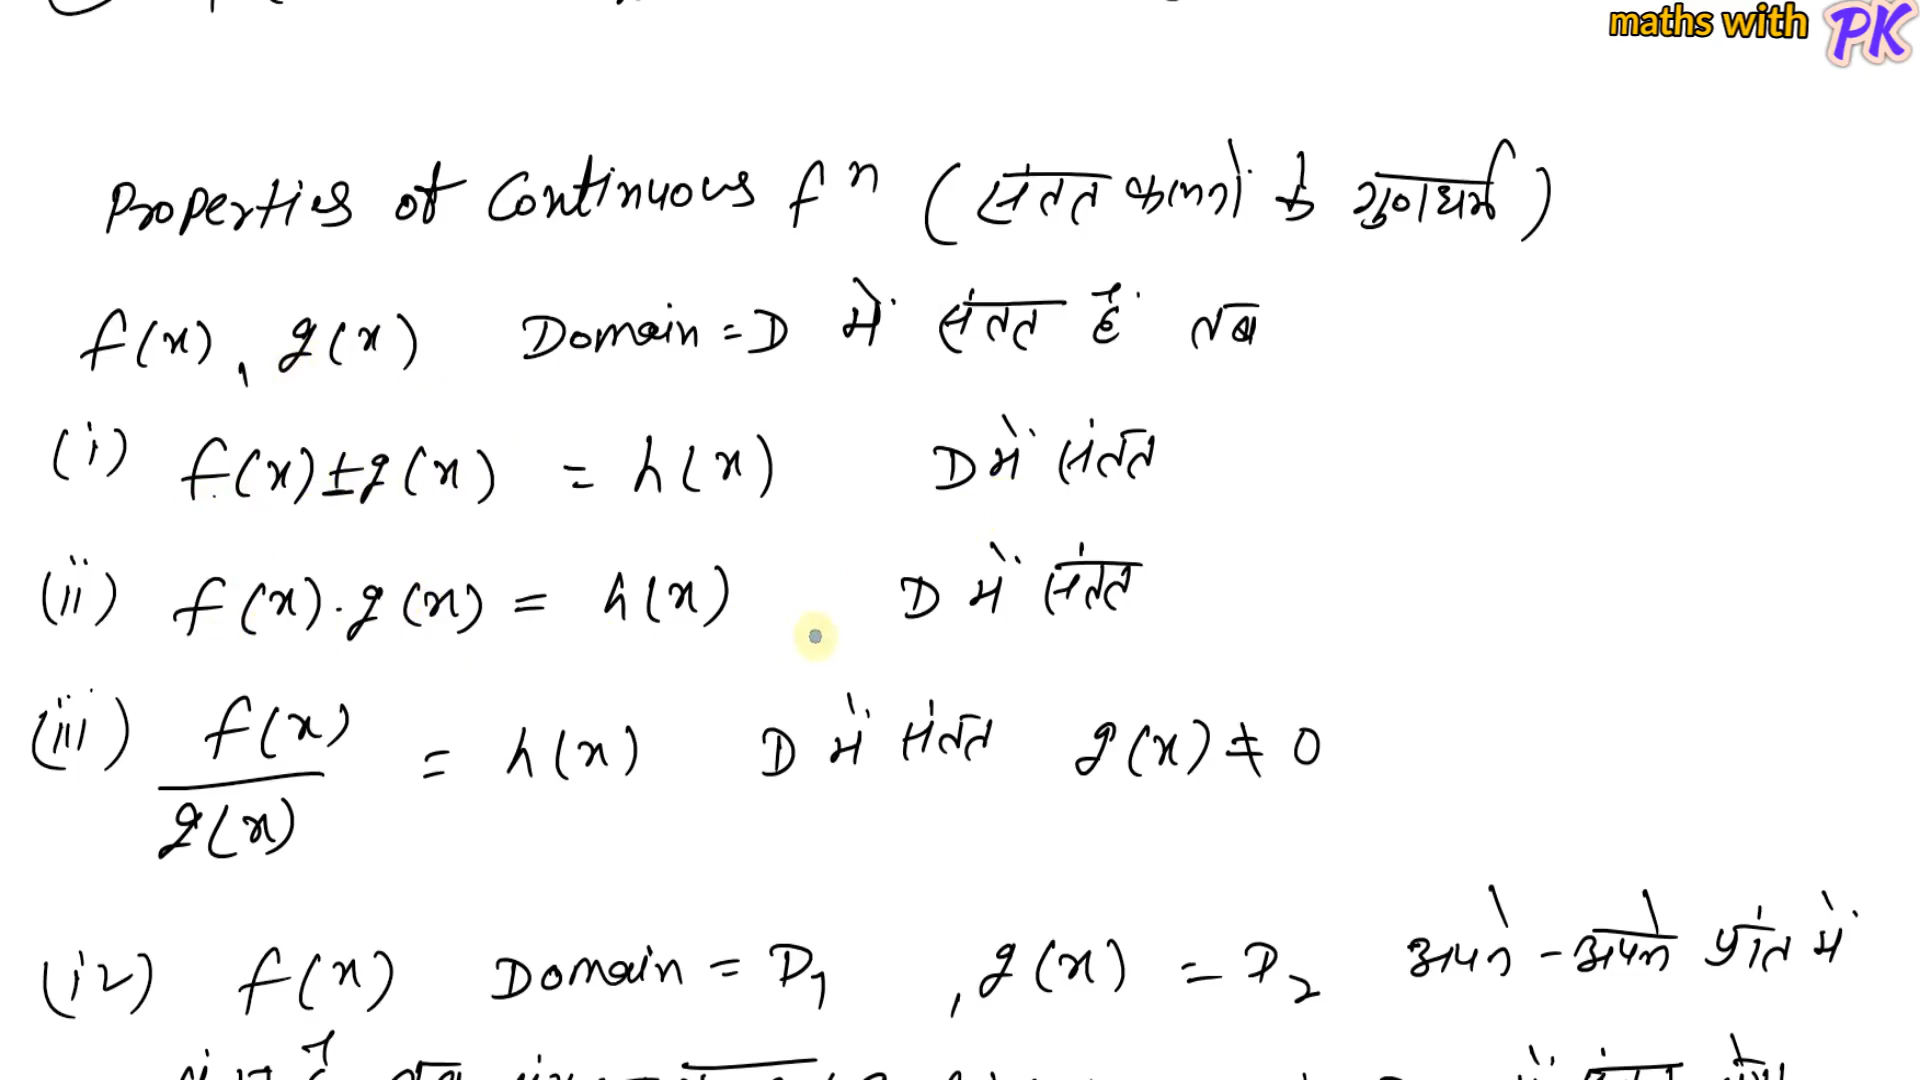 maths with PK
Properties of Continuous fⁿ (संतत फलनों के गुणधर्म)
f(x), g(x) Domain = D में संतत हैं तब
(i) f(x) ± g(x) = h(x) D में संतत
(ii) f(x) . g(x) = h(x) D में संतत
(iii) f(x)/g(x) = h(x) D में संतत g(x) ≠ 0
(iv) f(x) Domain = D₁ , g(x) = D₂ अपने - अपने प्रांत में